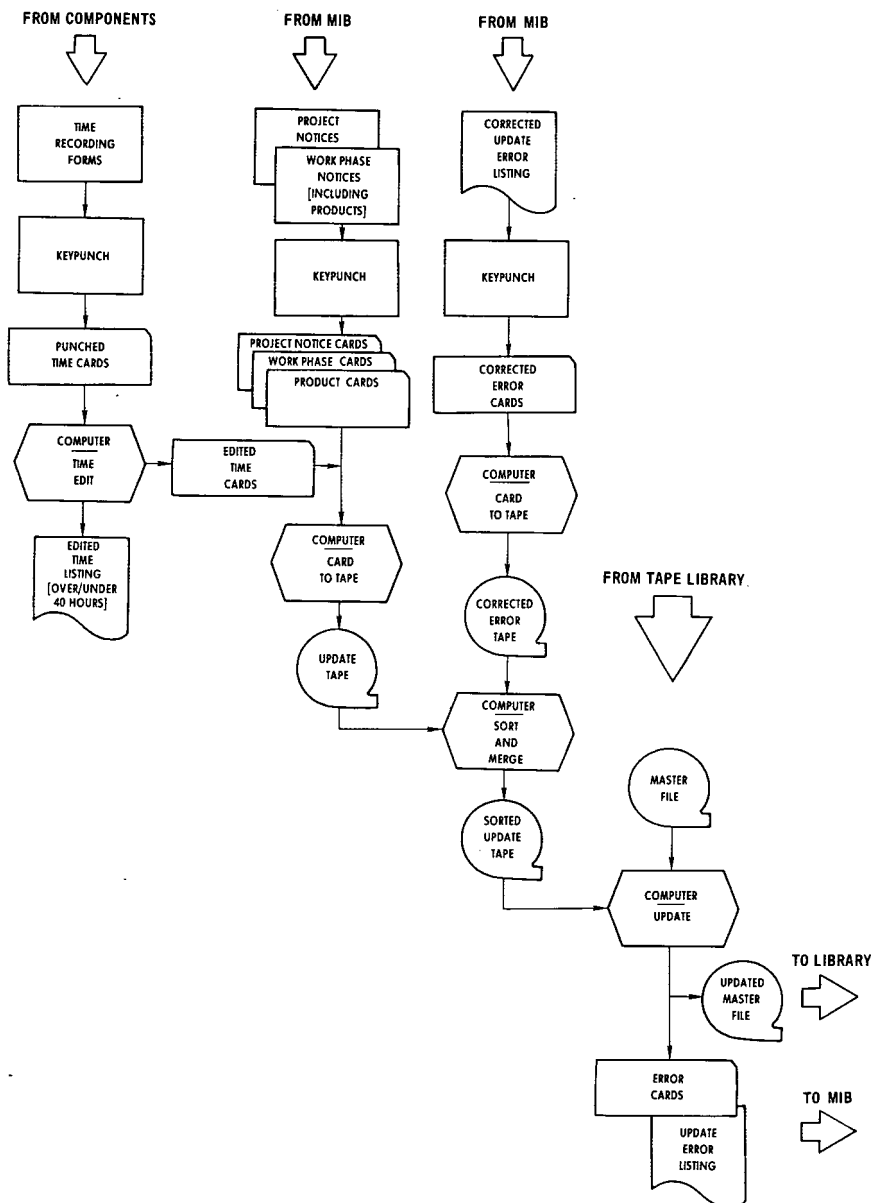 FROM COMPONENTS
FROM MIB
FROM MIB
TIME
RECORDING
FORMS
PROJECT
NOTICES
WORK PHASE
NOTICES
[INCLUDING
PRODUCTS]
CORRECTED
UPDATE
ERROR
LISTING
KEYPUNCH
KEYPUNCH
KEYPUNCH
PUNCHED
TIME CARDS
PROJECT NOTICE CARDS
WORK PHASE CARDS
PRODUCT CARDS
CORRECTED
ERROR
CARDS
COMPUTER
TIME
EDIT
EDITED
TIME
CARDS
COMPUTER
CARD
TO TAPE
EDITED
TIME
LISTING
[OVER/UNDER
40 HOURS]
COMPUTER
CARD
TO TAPE
FROM TAPE LIBRARY
CORRECTED
ERROR
TAPE
UPDATE
TAPE
COMPUTER
SORT
AND
MERGE
MASTER
FILE
SORTED
UPDATE
TAPE
COMPUTER
UPDATE
TO LIBRARY
UPDATED
MASTER
FILE
ERROR
CARDS
TO MIB
UPDATE
ERROR
LISTING